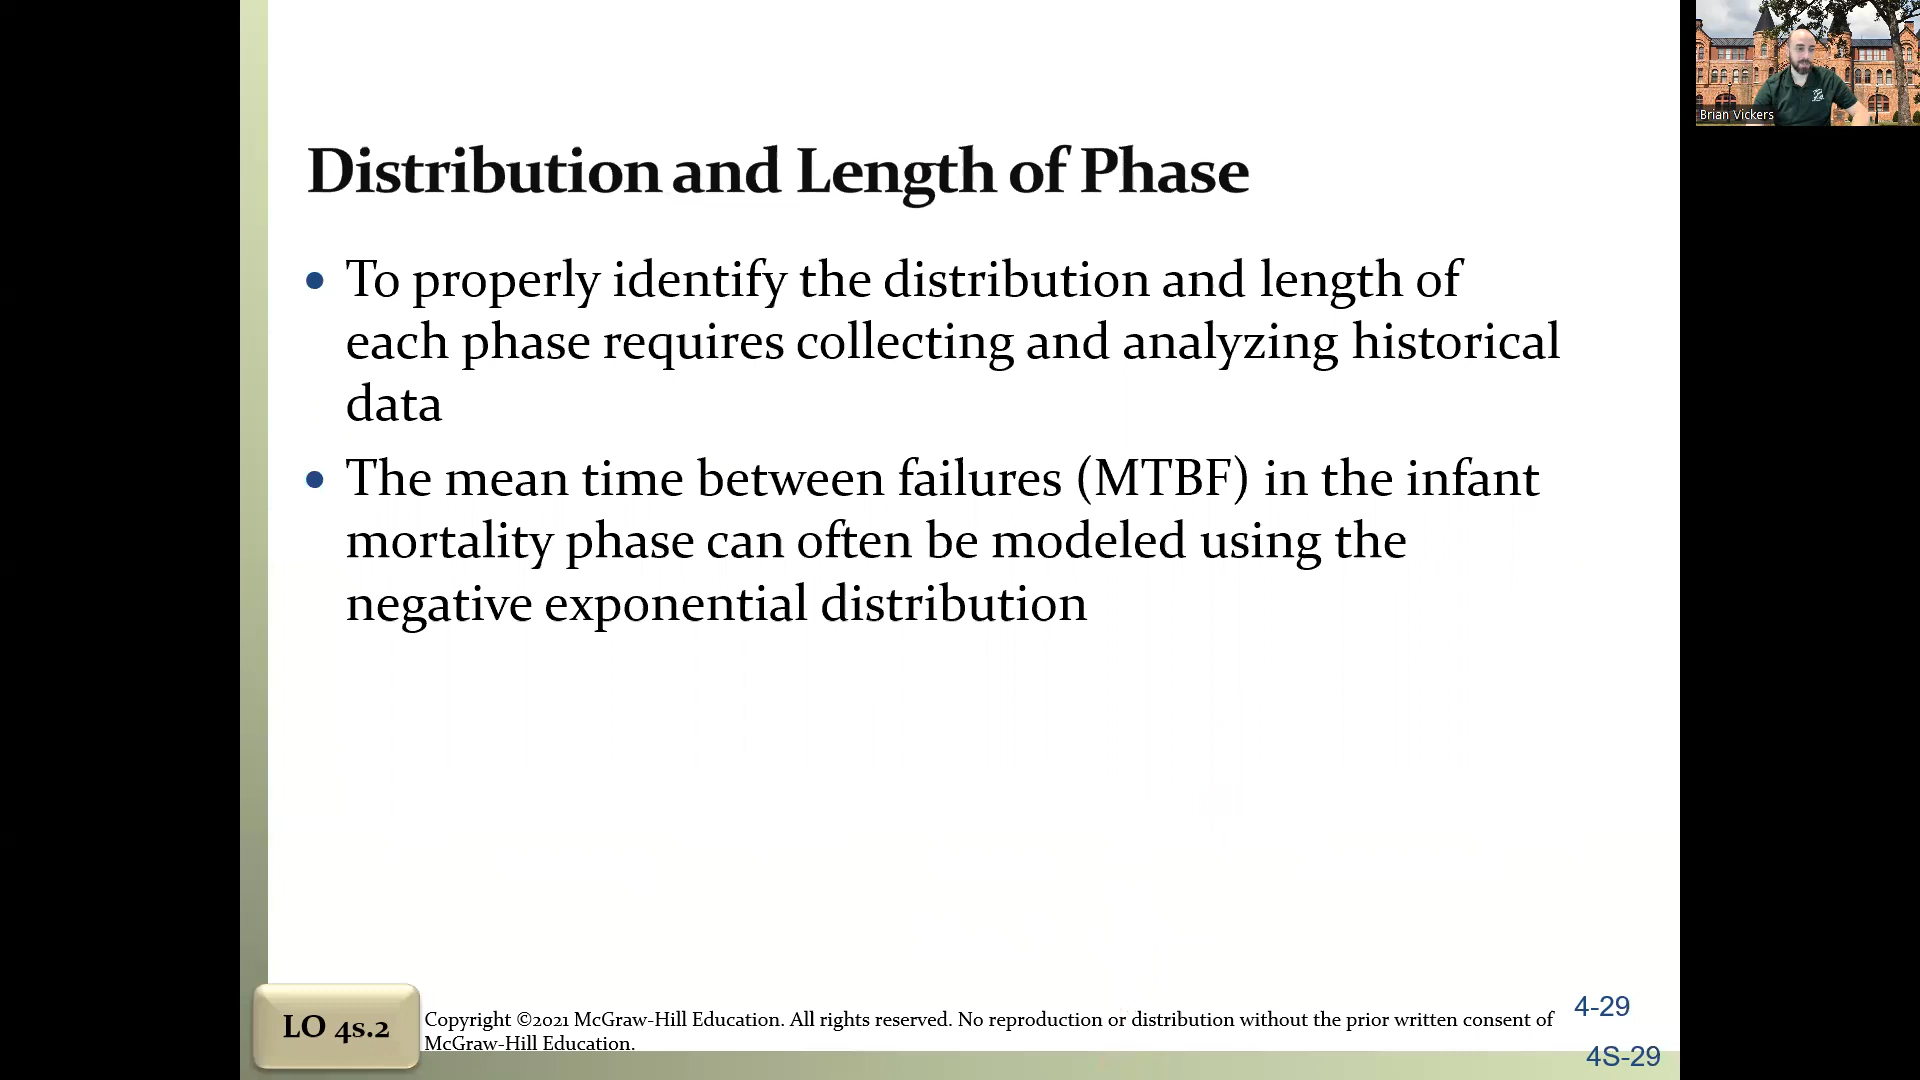 Brian Vickers
Distribution and Length of Phase
• To properly identify the distribution and length of
each phase requires collecting and analyzing historical
data
• The mean time between failures (MTBF) in the infant
mortality phase can often be modeled using the
negative exponential distribution
LO 4s.2
Copyright ©2021 McGraw-Hill Education. All rights reserved. No reproduction or distribution without the prior written consent of
McGraw-Hill Education.
4-29
4S-29